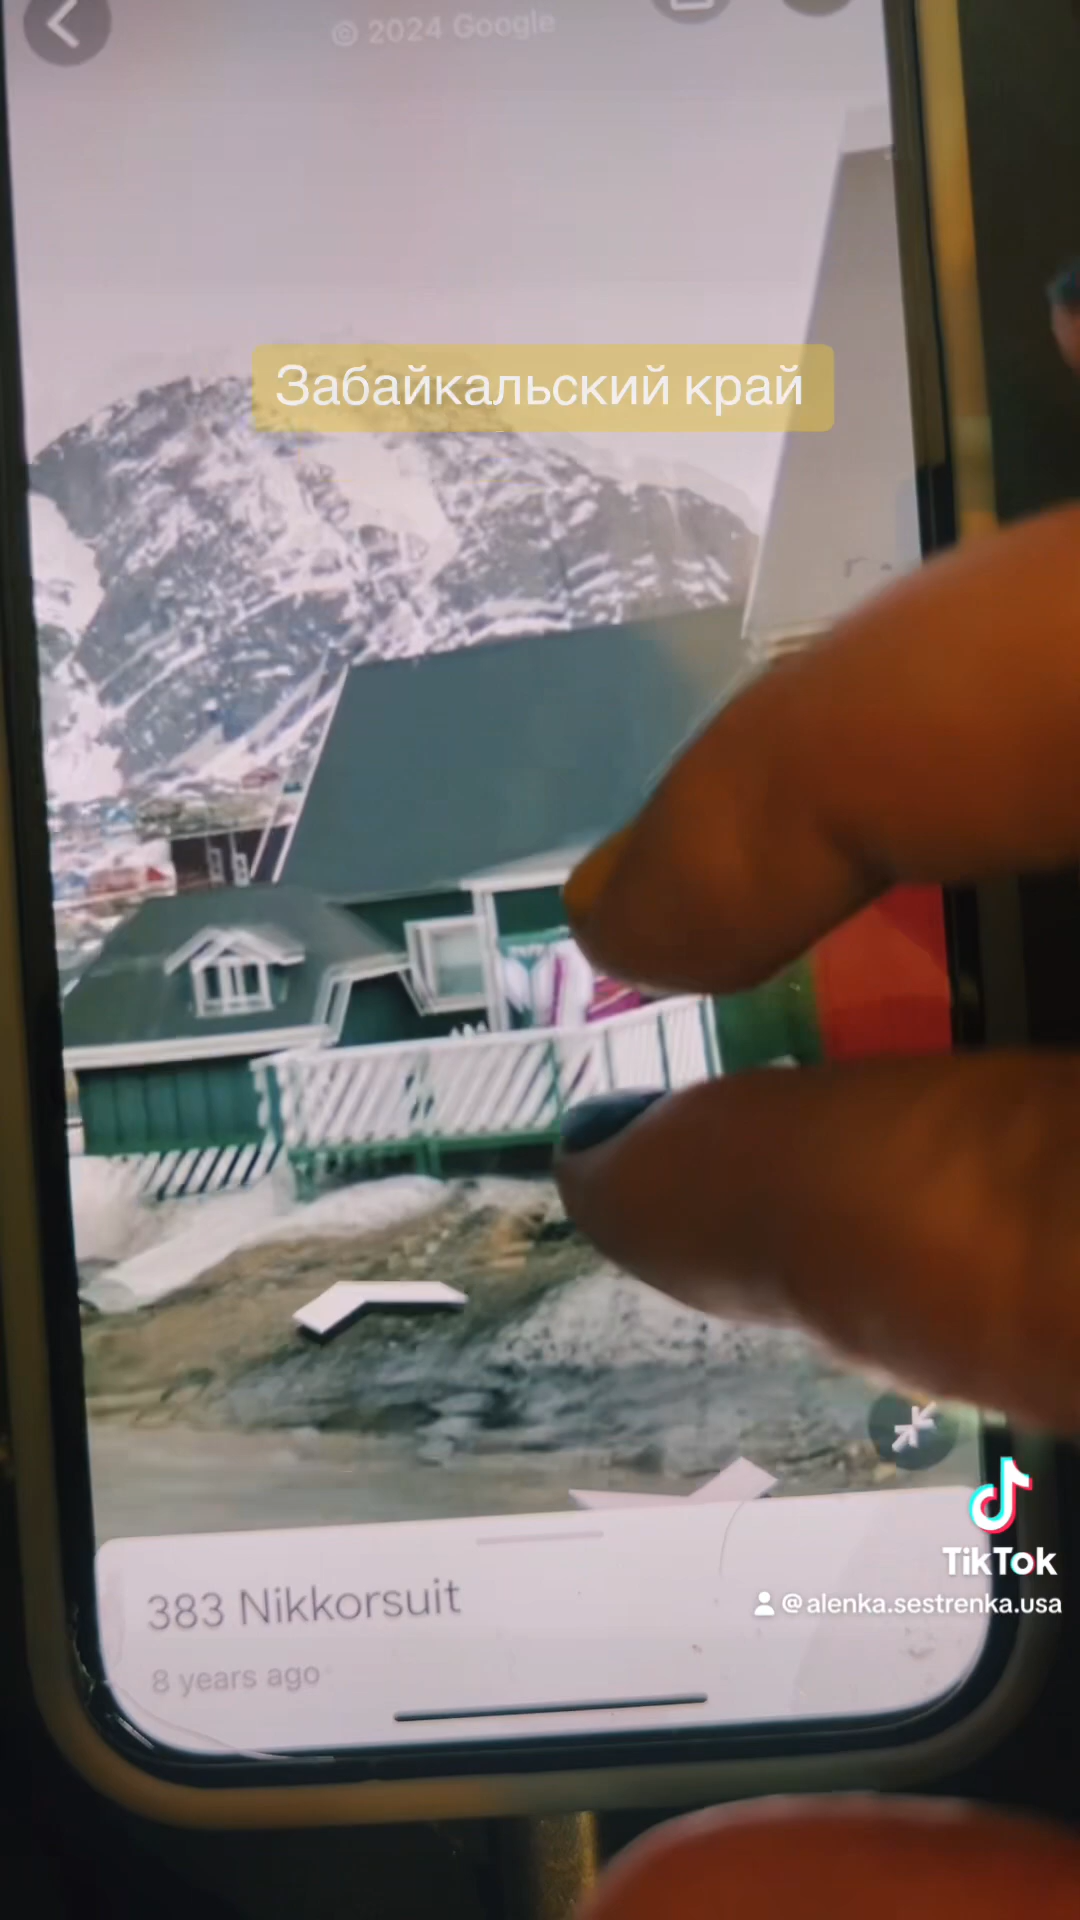 © 2024 Google
Забайкальский край
383 Nikkorsuit
8 years ago
TikTok
@alenka.sestrenka.usa